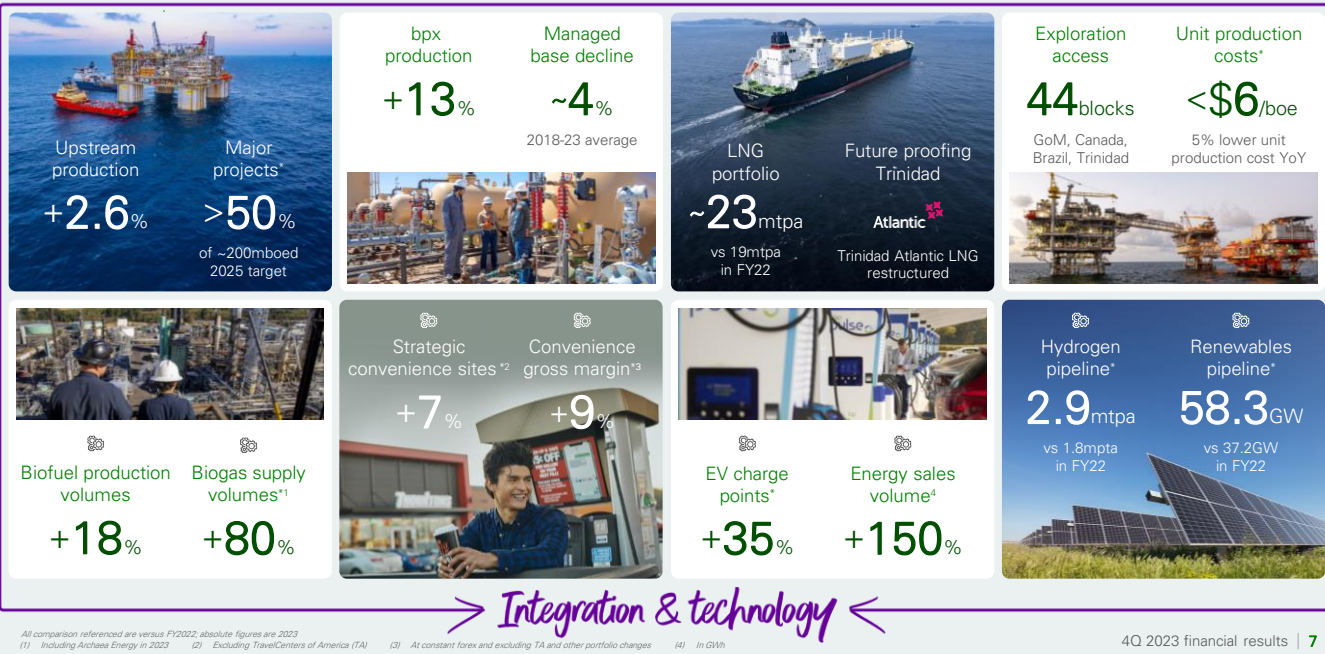 Upstream
production
+2.6%
Major
projects*
>50%
of ~200mboed
2025 target
bpx
production
+13%
Managed
base decline
~4%
2018-23 average
LNG
portfolio
~23mtpa
vs 19mtpa
in FY22
Future proofing
Trinidad
Atlantic
Trinidad Atlantic LNG
restructured
Exploration
access
44blocks
GoM, Canada,
Brazil, Trinidad
Unit production
costs*
<$6/boe
5% lower unit
production cost YoY
Biofuel production
volumes
+18%
Biogas supply
volumes*1
+80%
Strategic
convenience sites*2
+7%
Convenience
gross margin*3
+9%
pulse
EV charge
points*
+35%
Energy sales
volume4
+150%
Hydrogen
pipeline*
2.9mtpa
vs 1.8mpta
in FY22
Renewables
pipeline*
58.3GW
vs 37.2GW
in FY22
Integration & technology
All comparison referenced are versus FY2022; absolute figures are 2023
(1) Including Archaea Energy in 2023 (2) Excluding TravelCenters of America (TA) (3) At constant forex and excluding TA and other portfolio changes (4) In GWh
4Q 2023 financial results | 7